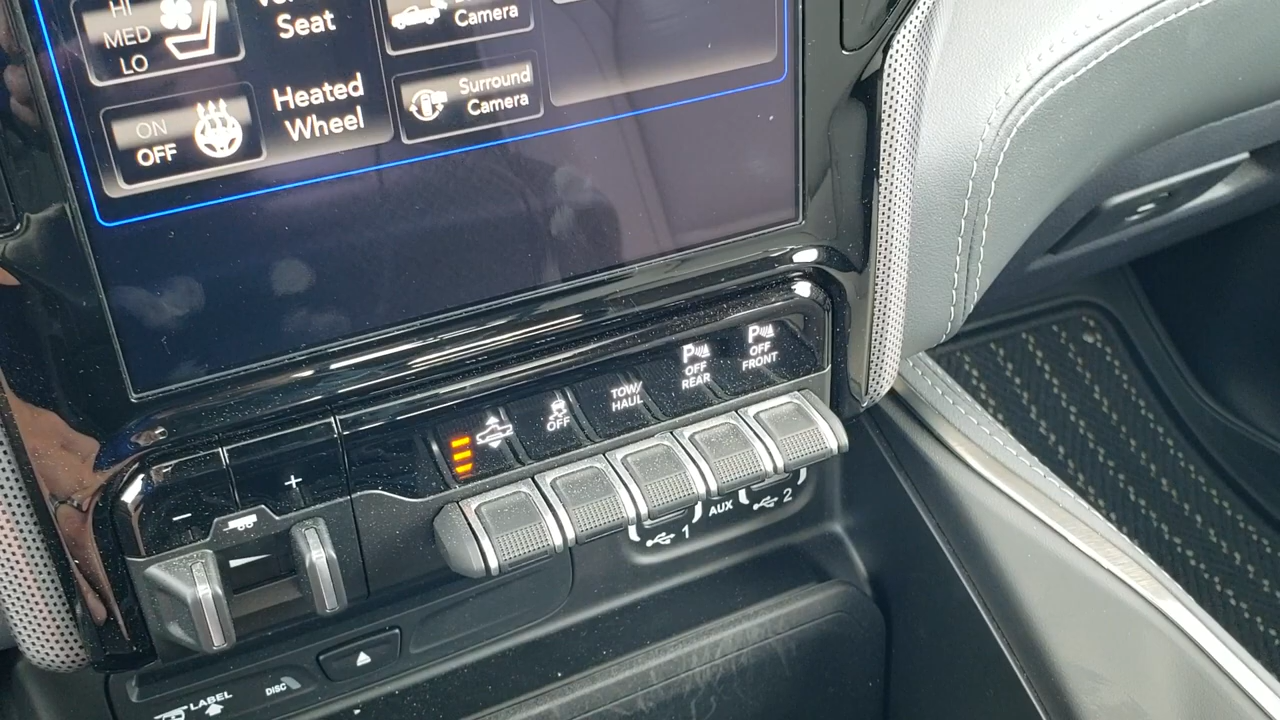 HI
MED
LO
Seat
Camera
ON
OFF
Heated
Wheel
Surround
Camera
P
OFF
FRONT
P
OFF
REAR
TOW/
HAUL
OFF
- +
1
AUX
2
LABEL
DISC